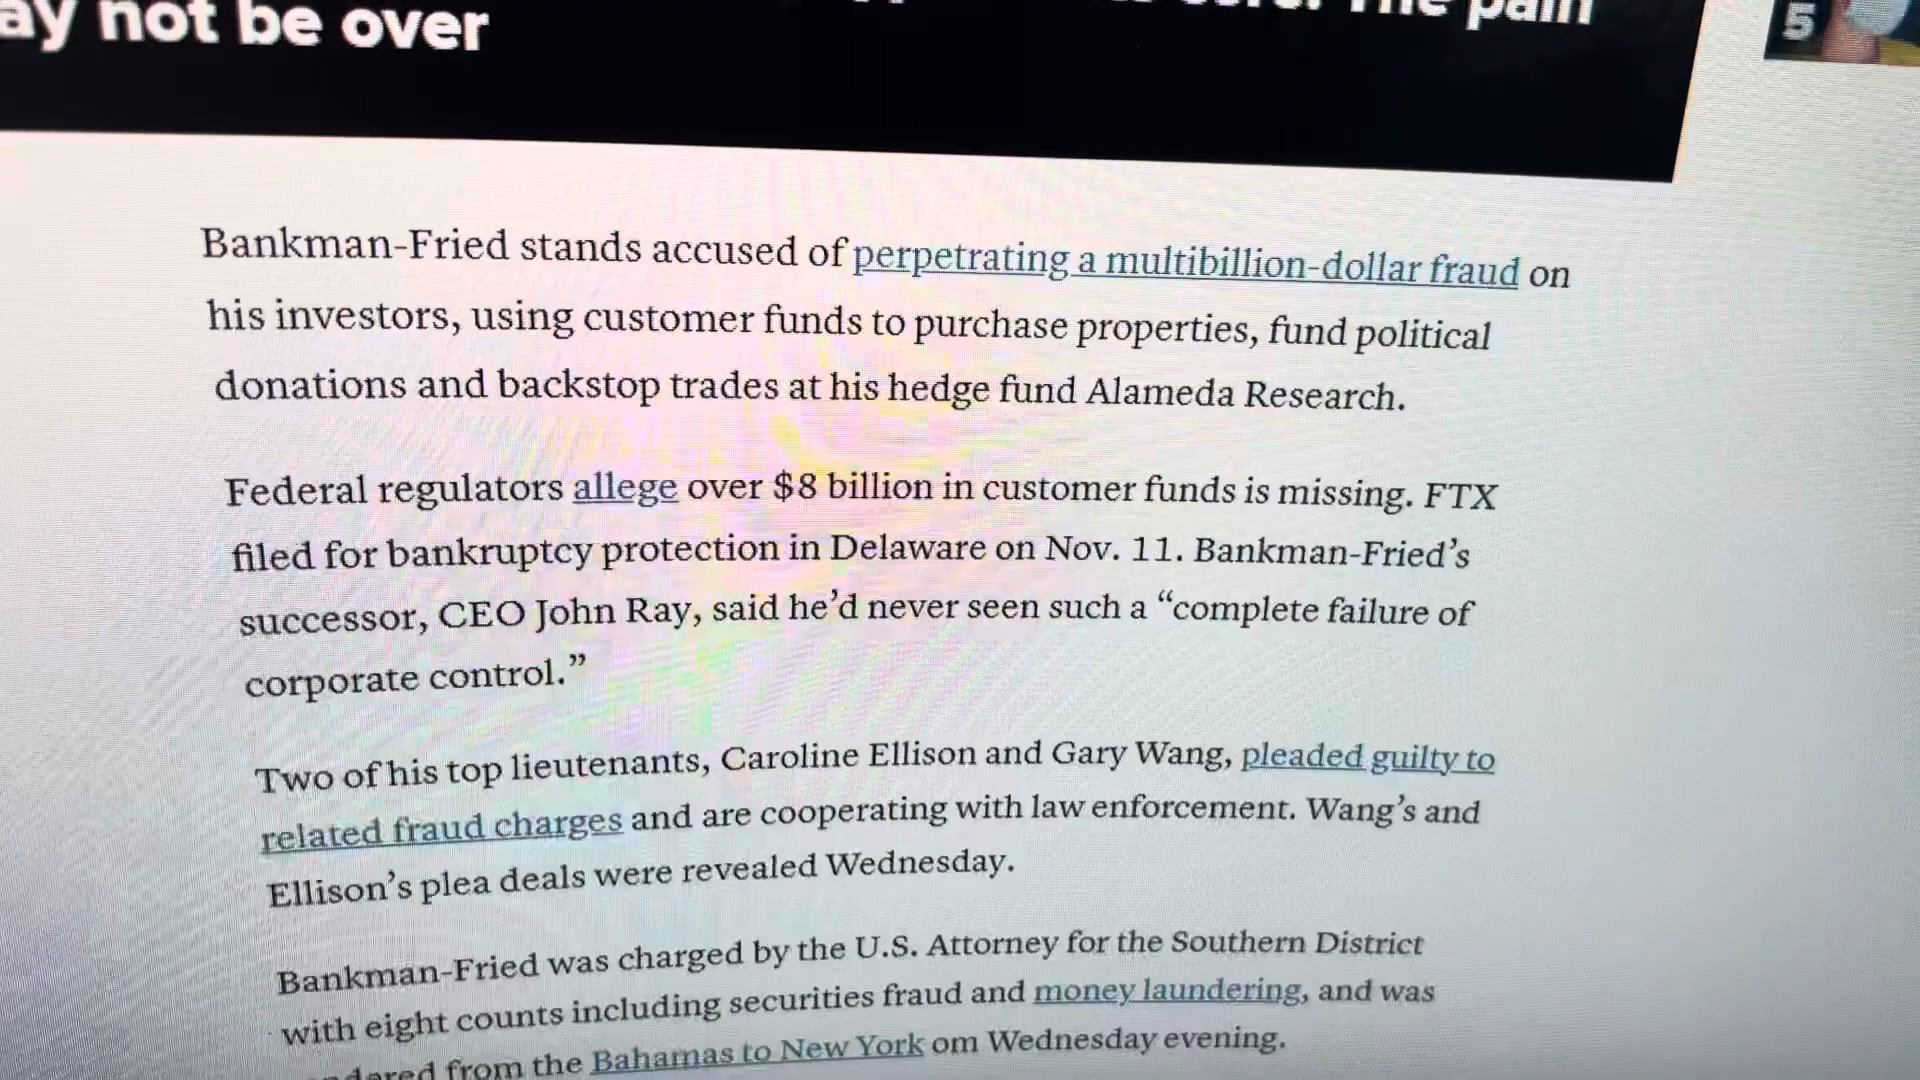 ay not be over
The pain
5
Bankman-Fried stands accused of perpetrating a multibillion-dollar fraud on
his investors, using customer funds to purchase properties, fund political
donations and backstop trades at his hedge fund Alameda Research.
Federal regulators allege over $8 billion in customer funds is missing. FTX
filed for bankruptcy protection in Delaware on Nov. 11. Bankman-Fried’s
successor, CEO John Ray, said he’d never seen such a “complete failure of
corporate control.”
Two of his top lieutenants, Caroline Ellison and Gary Wang, pleaded guilty to
related fraud charges and are cooperating with law enforcement. Wang’s and
Ellison’s plea deals were revealed Wednesday.
Bankman-Fried was charged by the U.S. Attorney for the Southern District
with eight counts including securities fraud and money laundering, and was
from the Bahamas to New York om Wednesday evening.